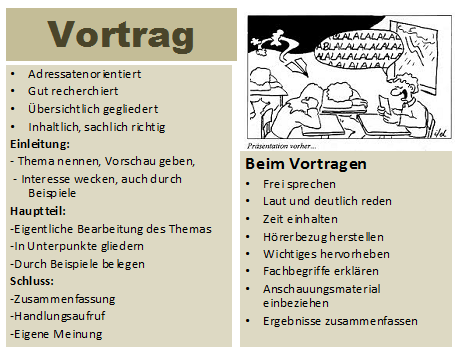 Vortrag
• Adressatenorientiert
• Gut recherchiert
• Übersichtlich gegliedert
• Inhaltlich, sachlich richtig
Einleitung:
- Thema nennen, Vorschau geben,
- Interesse wecken, auch durch
Beispiele
Hauptteil:
-Eigentliche Bearbeitung des Themas
-In Unterpunkte gliedern
-Durch Beispiele belegen
Schluss:
-Zusammenfassung
-Handlungsaufruf
-Eigene Meinung
Präsentation vorher...
Beim Vortragen
• Frei sprechen
• Laut und deutlich reden
• Zeit einhalten
• Hörerbezug herstellen
• Wichtiges hervorheben
• Fachbegriffe erklären
• Anschauungsmaterial
einbeziehen
• Ergebnisse zusammenfassen